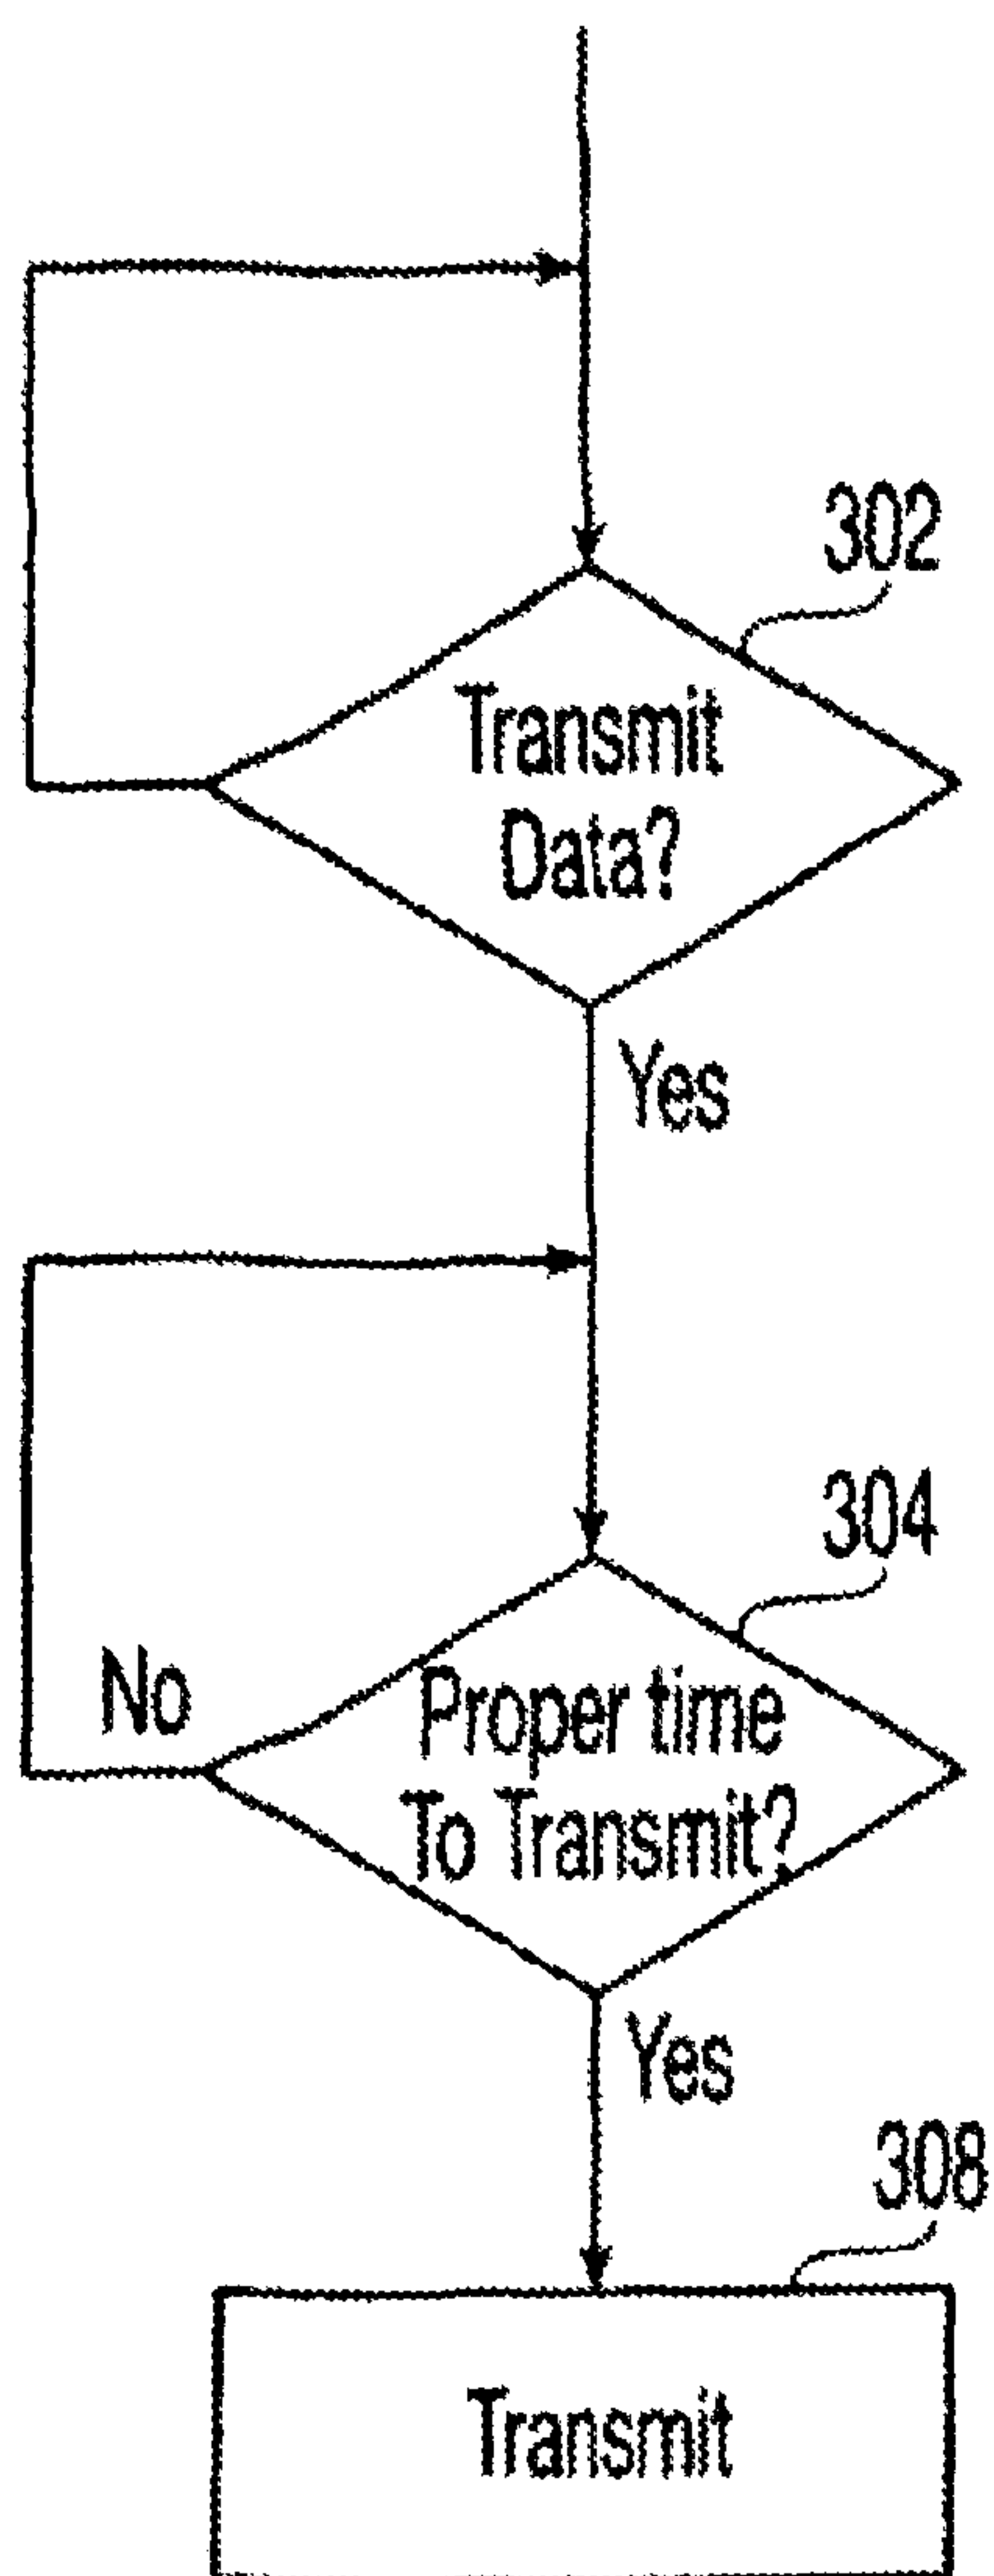 302
Transmit
Data?
Yes
304
No
Proper time
To Transmit?
Yes
308
Transmit